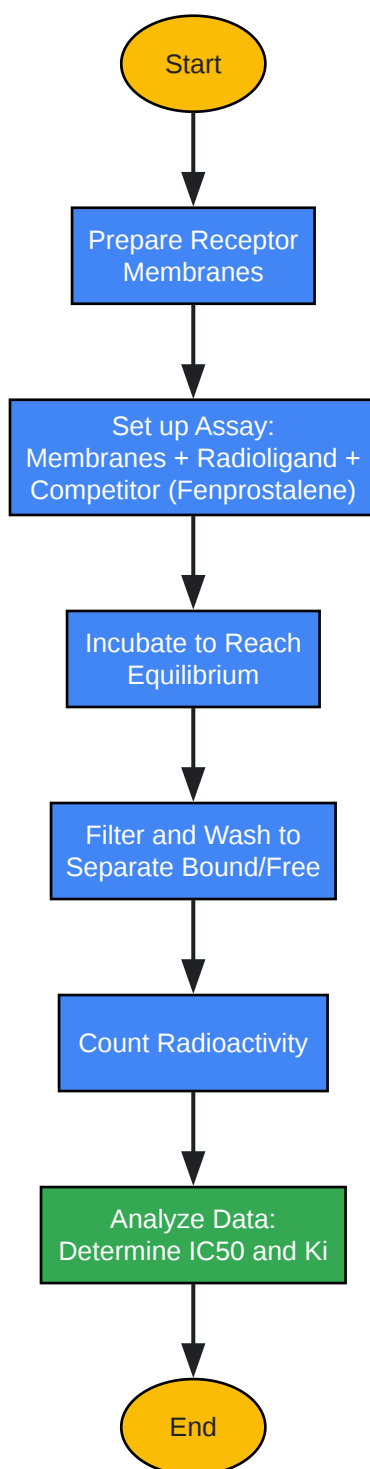 Start
Prepare Receptor
Membranes
Set up Assay:
Membranes + Radioligand +
Competitor (Fenprostalene)
Incubate to Reach
Equilibrium
Filter and Wash to
Separate Bound/Free
Count Radioactivity
Analyze Data:
Determine IC50 and Ki
End